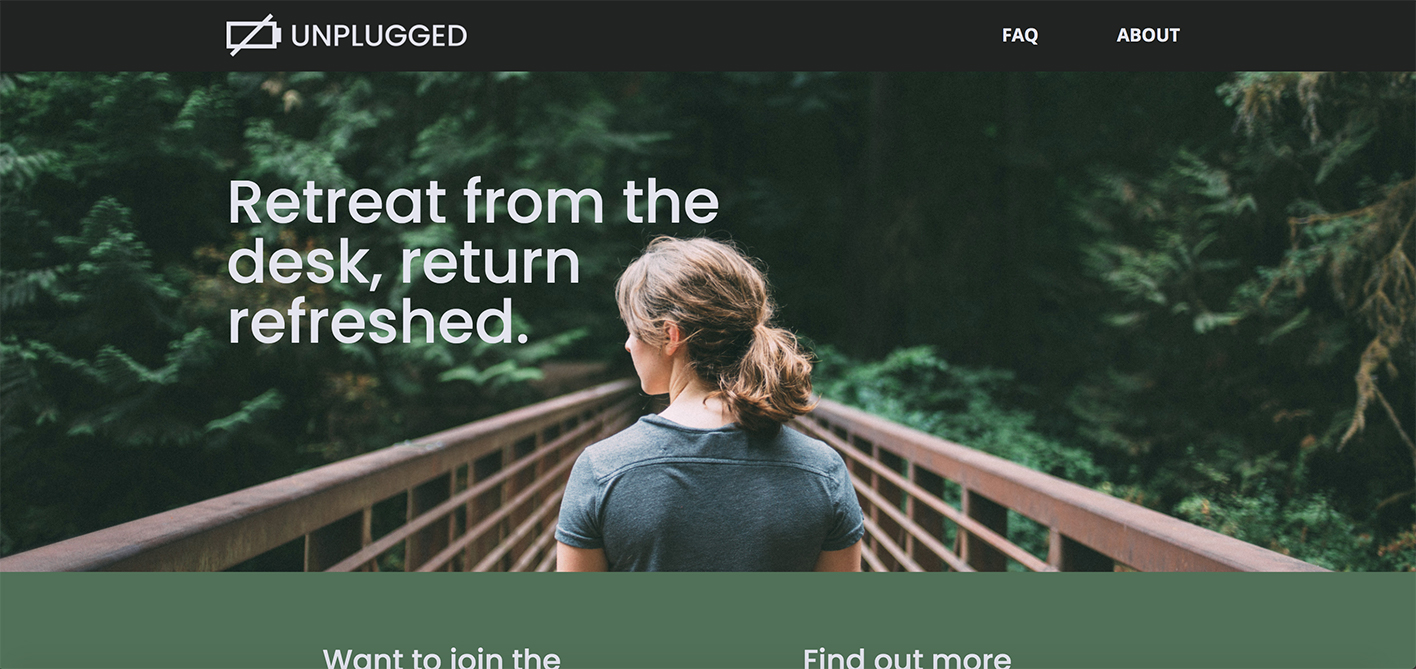 UNPLUGGED
FAQ
ABOUT
Retreat from the
desk, return
refreshed.
Want to join the
Find out more